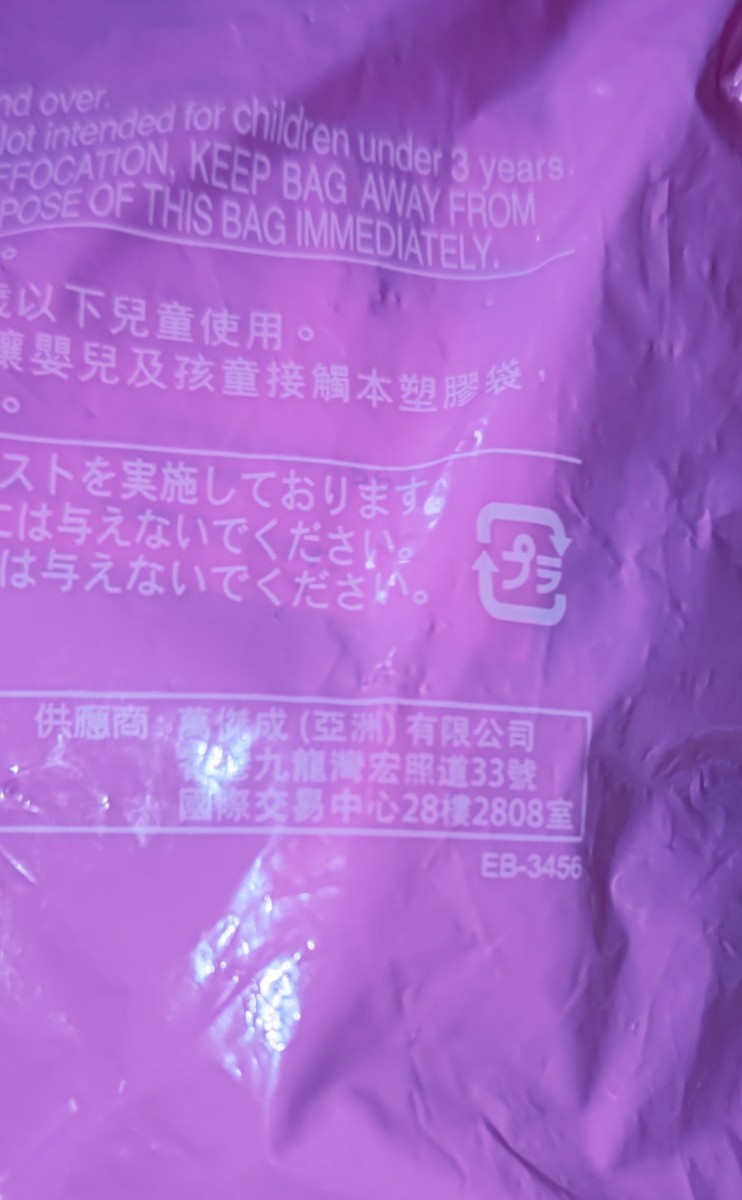 nd over.
Not intended for children under 3 years.
FFOCATION, KEEP BAG AWAY FROM
POSE OF THIS BAG IMMEDIATELY.
。
歲以下兒童使用。
讓嬰兒及孩童接觸本塑膠袋，
。
ストを実施しております。
には与えないでください。
は与えないでください。
プラ
供應商：萬傑成 (亞洲) 有限公司
香港九龍灣宏照道33號
國際交易中心28樓2808室
EB-3456